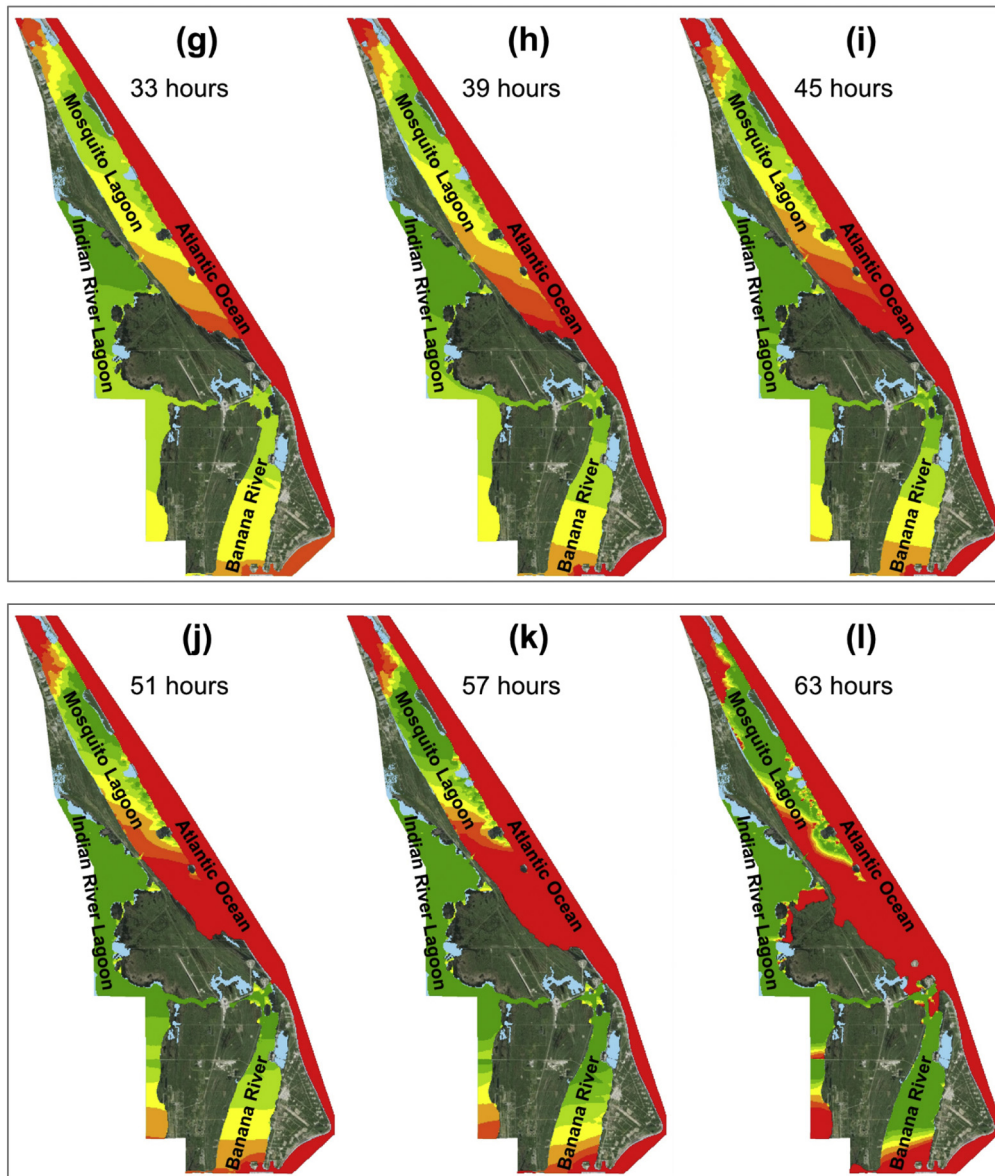 (g)
33 hours
Mosquito Lagoon
Indian River Lagoon
Atlantic Ocean
Banana River
(h)
39 hours
Mosquito Lagoon
Indian River Lagoon
Atlantic Ocean
Banana River
(i)
45 hours
Mosquito Lagoon
Indian River Lagoon
Atlantic Ocean
Banana River
(j)
51 hours
Mosquito Lagoon
Indian River Lagoon
Atlantic Ocean
Banana River
(k)
57 hours
Mosquito Lagoon
Indian River Lagoon
Atlantic Ocean
Banana River
(l)
63 hours
Mosquito Lagoon
Indian River Lagoon
Atlantic Ocean
Banana River